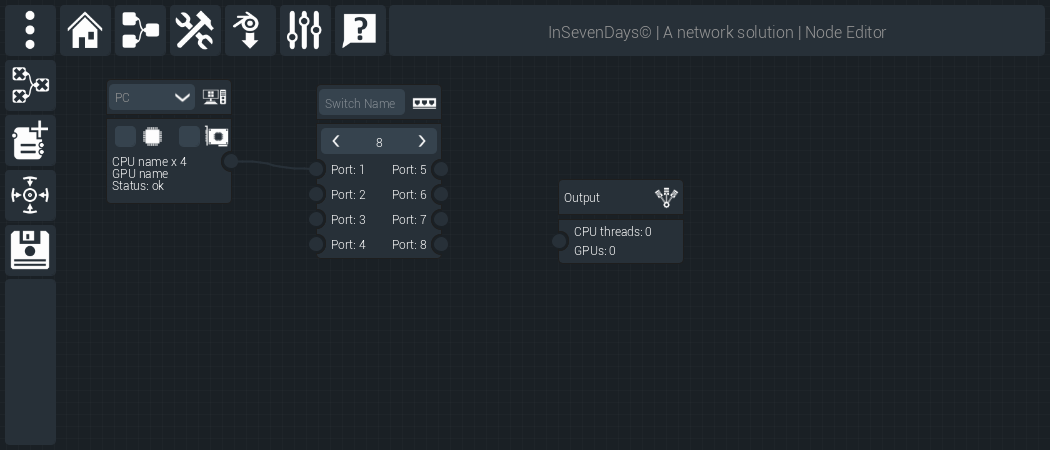 InSevenDays© | A network solution | Node Editor
PC
CPU name x 4
GPU name
Status: ok
Switch Name
8
Port: 1 Port: 5
Port: 2 Port: 6
Port: 3 Port: 7
Port: 4 Port: 8
Output
CPU threads: 0
GPUs: 0